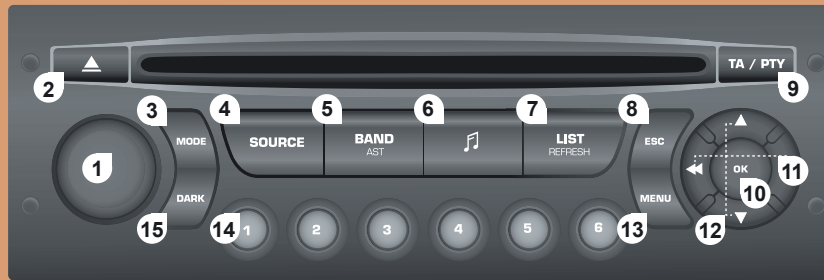 TA / PTY
2
9
3
4
5
6
7
8
MODE
SOURCE
BAND
AST
LIST
REFRESH
ESC
1
OK
11
10
DARK
MENU
15
14
1
2
3
4
5
6
13
12